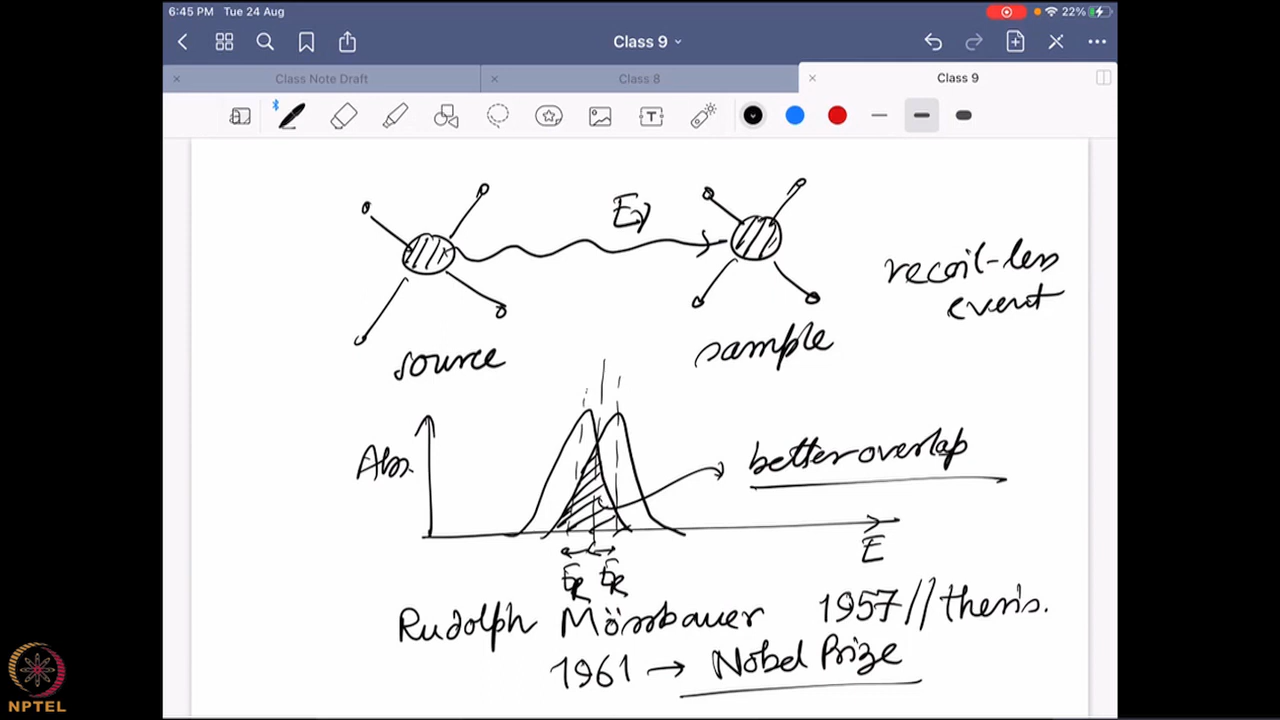 6:45 PM Tue 24 Aug
22%
Class 9
Class Note Draft
Class 8
Class 9
T
Eγ
recoil-less
event
source
sample
Abs.
better overlap
E
ER ER
Rudolph Mössbauer 1957 // thesis.
1961 → Nobel Prize
NPTEL